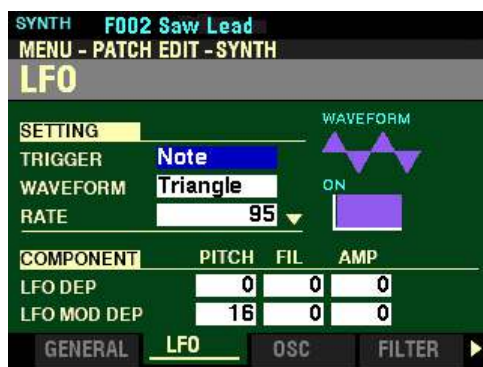 SYNTH F002 Saw Lead
MENU - PATCH EDIT - SYNTH
LFO
WAVEFORM
SETTING
TRIGGER Note
WAVEFORM Triangle
ON
RATE 95
COMPONENT PITCH FIL AMP
LFO DEP 0 0 0
LFO MOD DEP 16 0 0
GENERAL LFO OSC FILTER